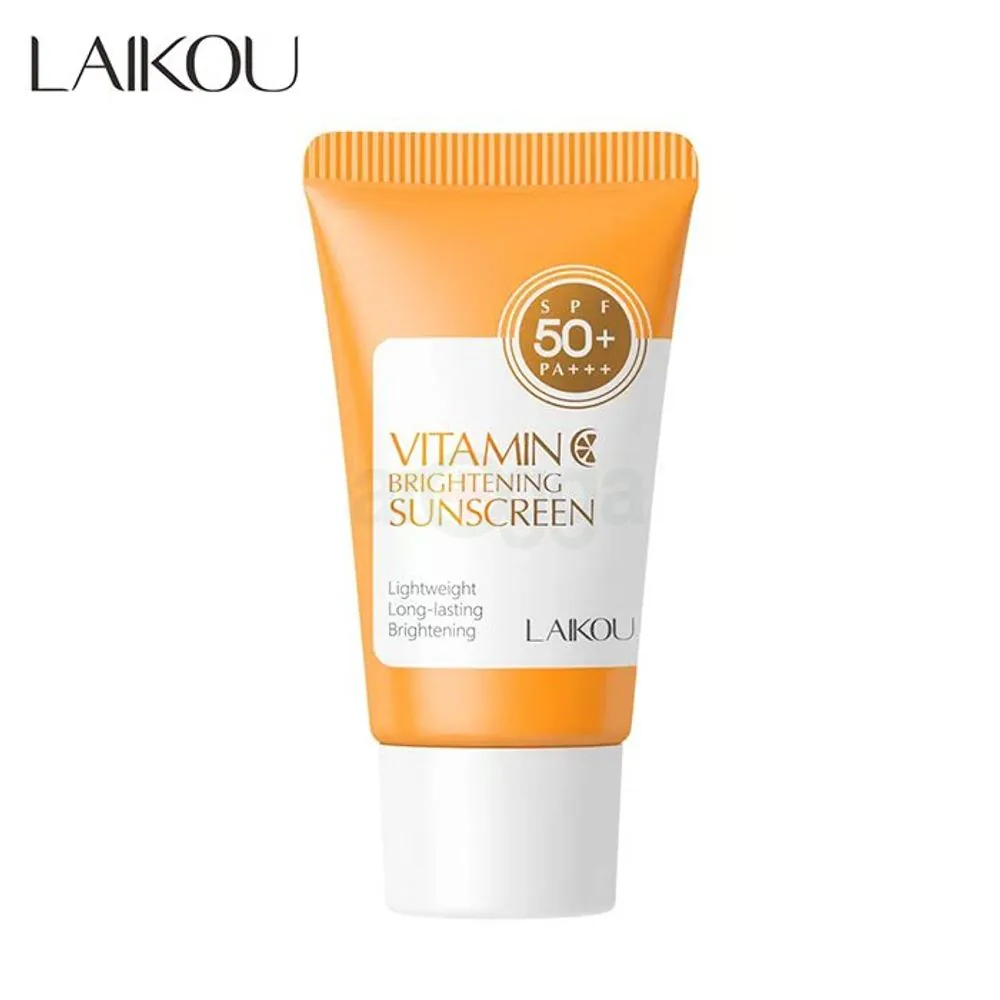 LAIKOU
SPF
50+
PA+++
VITAMIN C
BRIGHTENING
SUNSCREEN
Lightweight
Long-lasting
Brightening
LAIKOU